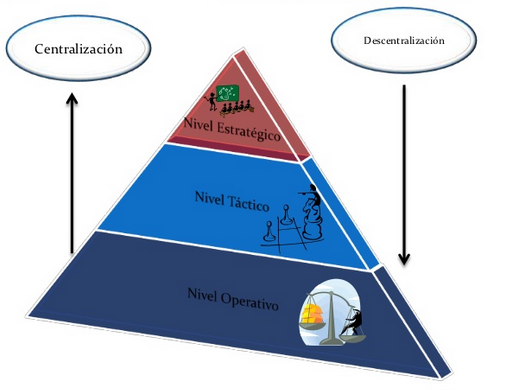 Centralización
Descentralización
Nivel Estratégico
Nivel Táctico
Nivel Operativo